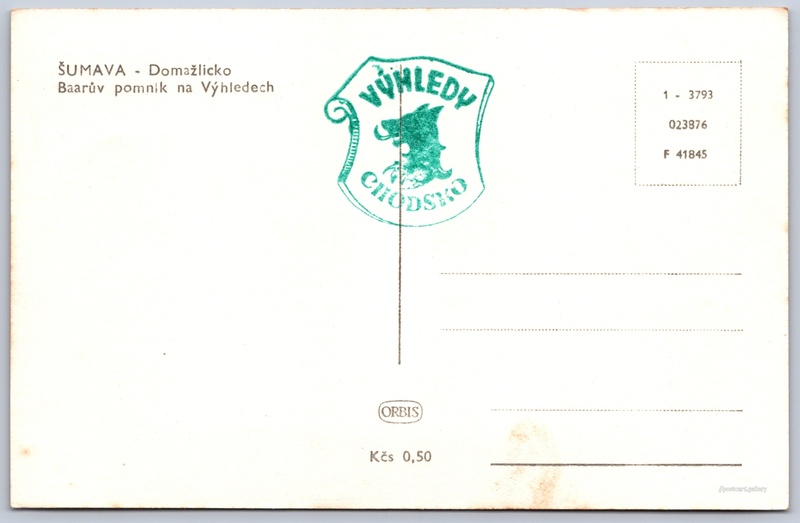 ŠUMAVA - Domažlicko
Baarův pomník na Výhledech
VÝHLEDY
CHODSKO
1 - 3793
023876
F 41845
ORBIS
Kčs 0,50